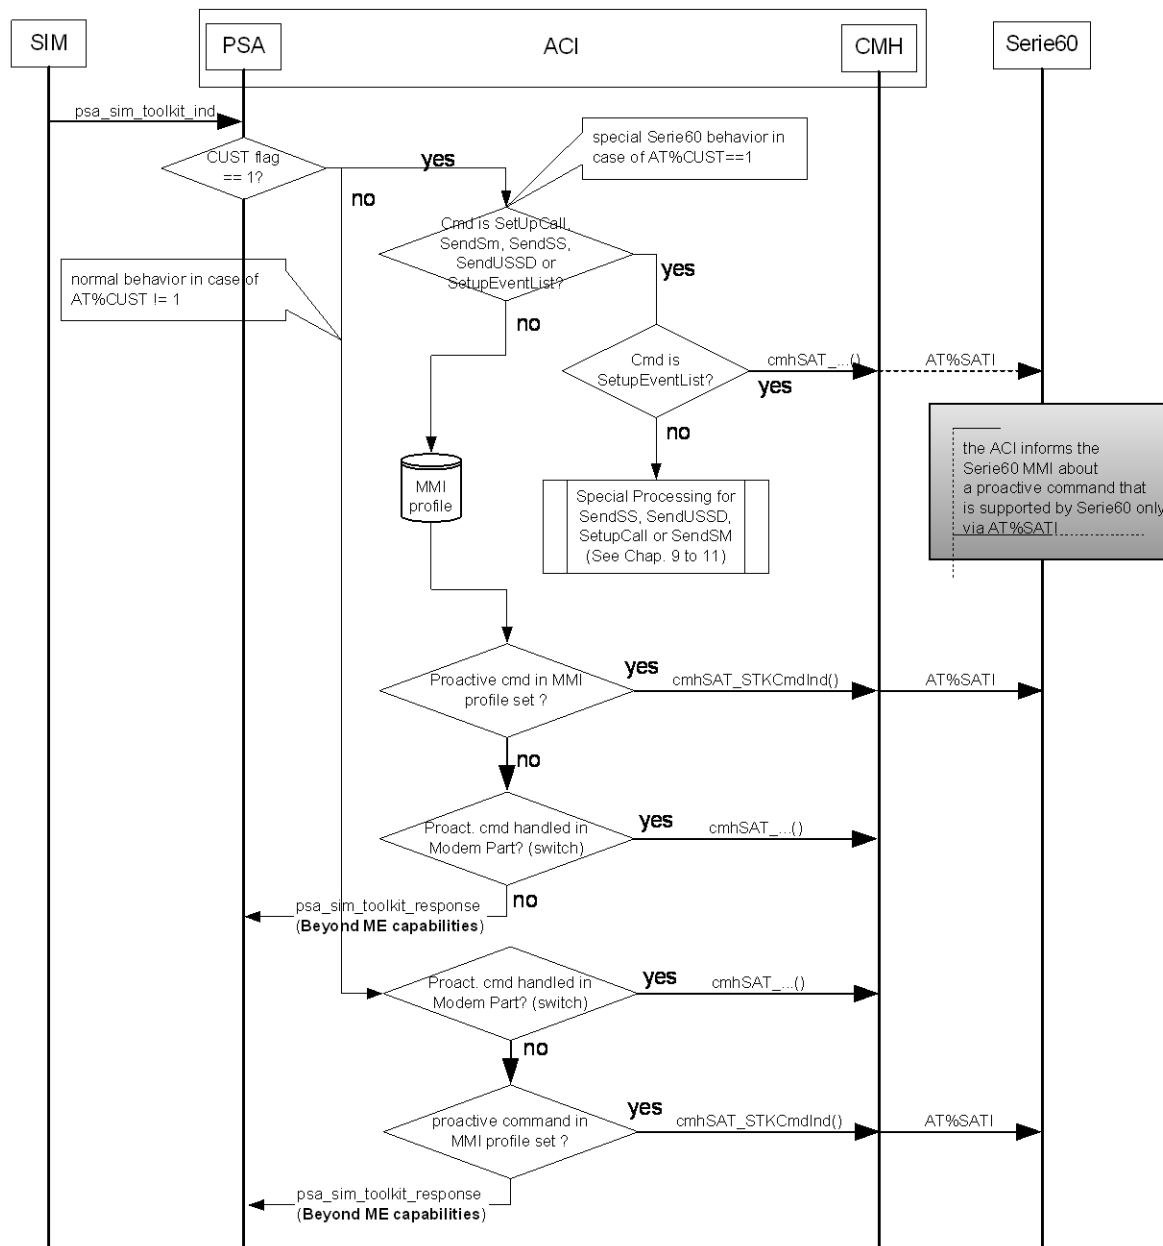 SIM
PSA
ACI
CMH
Serie60
psa_sim_toolkit_ind
CUST flag
== 1?
yes
no
special Serie60 behavior in
case of AT%CUST==1
Cmd is SetUpCall,
SendSm, SendSS,
SendUSSD or
SetupEventList?
yes
no
normal behavior in case of
AT%CUST != 1
Cmd is
SetupEventList?
cmhSAT_...()
yes
AT%SATI
no
MMI
profile
Special Processing for
SendSS, SendUSSD,
SetupCall or SendSM
(See Chap. 9 to 11)
the ACI informs the
Serie60 MMI about
a proactive command that
is supported by Serie60 only
via AT%SATI
Proactive cmd in MMI
profile set ?
yes
cmhSAT_STKCmdInd()
AT%SATI
no
Proact. cmd handled in
Modem Part? (switch)
yes
cmhSAT_...()
no
psa_sim_toolkit_response
(Beyond ME capabilities)
Proact. cmd handled in
Modem Part? (switch)
yes
cmhSAT_...()
no
proactive command in
MMI profile set ?
yes
cmhSAT_STKCmdInd()
AT%SATI
psa_sim_toolkit_response
(Beyond ME capabilities)